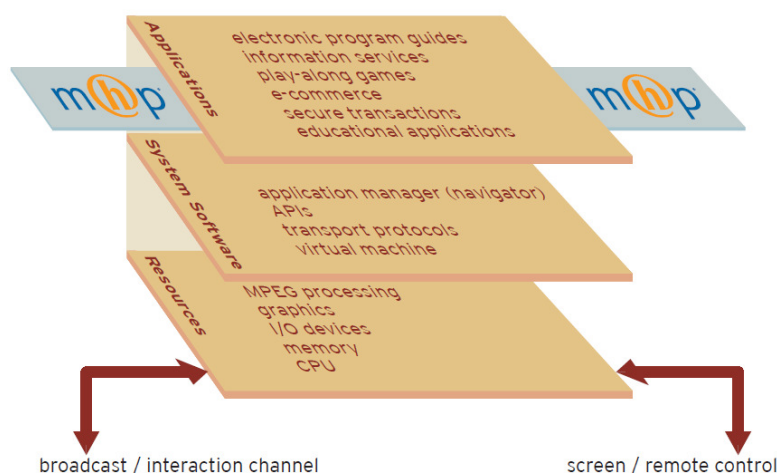 Applications
electronic program guides
information services
play-along games
e-commerce
secure transactions
educational applications
mhp
mhp
System Software
application manager (navigator)
APIs
transport protocols
virtual machine
Resources
MPEG processing
graphics
I/O devices
memory
CPU
broadcast / interaction channel
screen / remote control